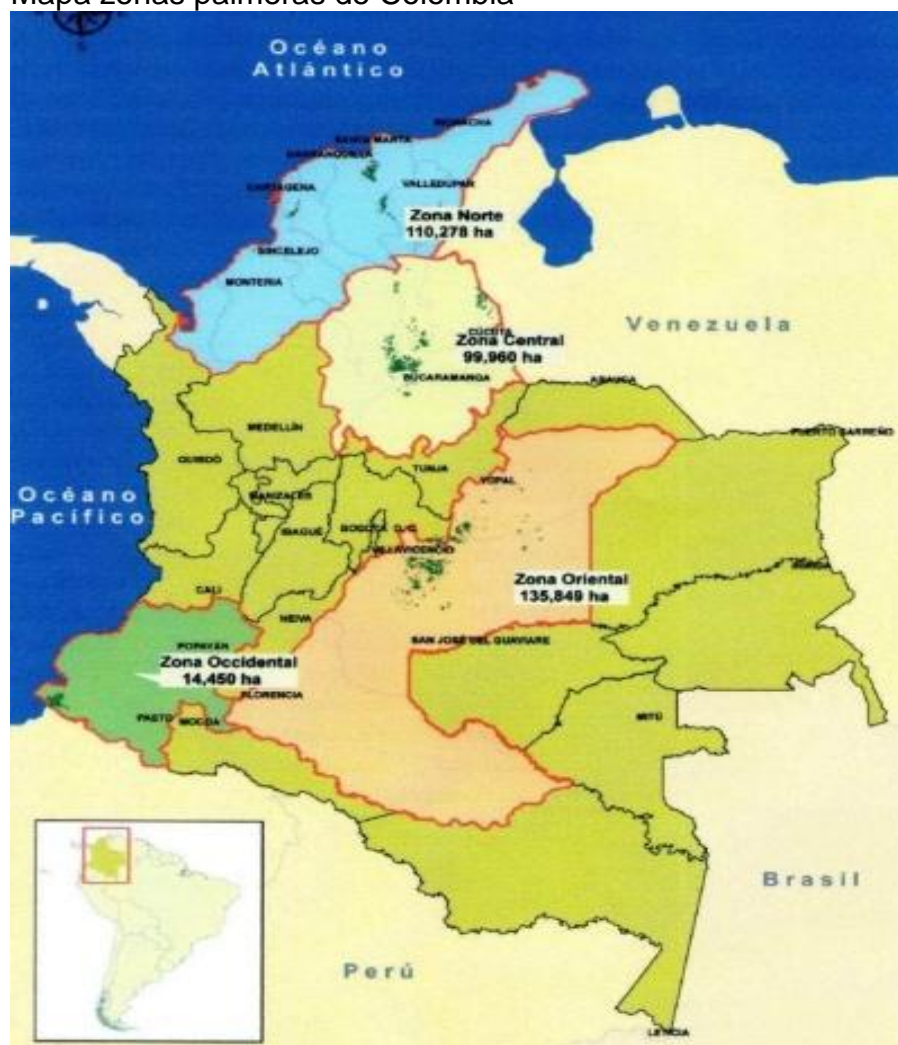 Mapa zonas palmeras de Colombia
S
Océano
Atlántico
RIOHACHA
SANTA MARTA
BARRANQUILLA
CARTAGENA
VALLEDUPAR
Zona Norte
110,278 ha
SINCELEJO
MONTERIA
Venezuela
CÚCUTA
Zona Central
99,960 ha
BUCARAMANGA
ARAUCA
PUERTO CARREÑO
MEDELLÍN
QUIBDÓ
TUNJA
YOPAL
Océano
Pacífico
MANIZALES
IBAGUÉ
BOGOTÁ D.C.
VILLAVICENCIO
Zona Oriental
135,849 ha
CALI
NEIVA
SAN JOSÉ DEL GUAVIARE
POPAYÁN
Zona Occidental
14,450 ha
FLORENCIA
PASTO
MOCOA
MITÚ
Brasil
Perú
LETICIA